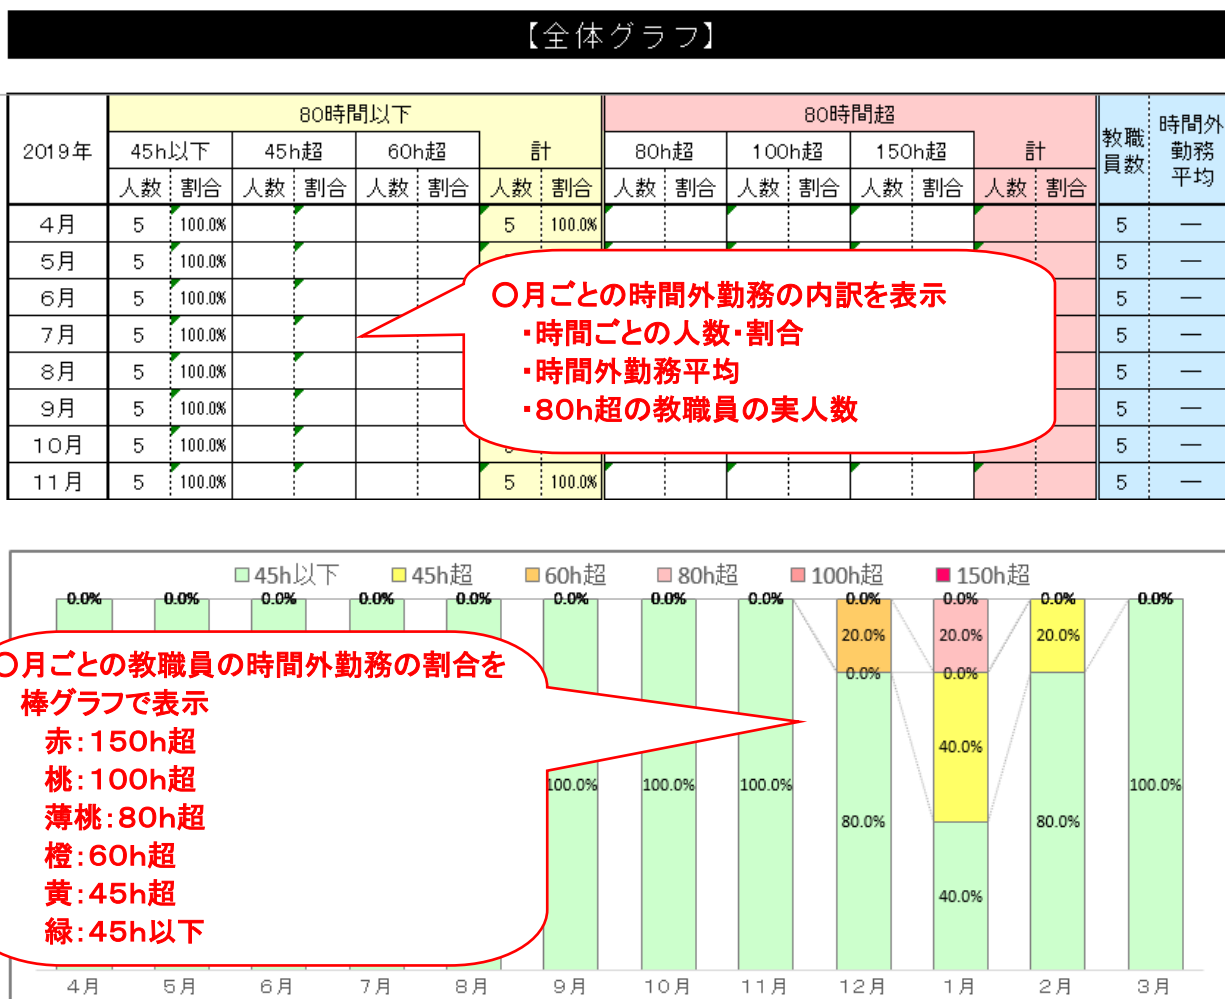 【全体グラフ】
80時間以下 80時間超
2019年 45h以下 45h超 60h超 計 80h超 100h超 150h超 計 教職員数 時間外勤務平均
人数 割合 人数 割合 人数 割合 人数 割合 人数 割合 人数 割合 人数 割合 人数 割合
4月 5 100.0% 5 100.0% 5 —
5月 5 100.0% 5 —
6月 5 100.0% 5 —
7月 5 100.0% 5 —
8月 5 100.0% 5 —
9月 5 100.0% 5 —
10月 5 100.0% 5 —
11月 5 100.0% 5 100.0% 5 —
〇月ごとの時間外勤務の内訳を表示
・時間ごとの人数・割合
・時間外勤務平均
・80h超の教職員の実人数
45h以下 45h超 60h超 80h超 100h超 150h超
0.0% 0.0% 0.0% 0.0% 0.0% 0.0% 0.0% 0.0% 0.0% 0.0% 0.0% 0.0%
20.0% 20.0% 20.0%
0.0% 0.0%
40.0%
100.0% 100.0% 100.0% 100.0%
80.0% 80.0%
40.0%
〇月ごとの教職員の時間外勤務の割合を
棒グラフで表示
赤:150h超
桃:100h超
薄桃:80h超
橙:60h超
黄:45h超
緑:45h以下
4月 5月 6月 7月 8月 9月 10月 11月 12月 1月 2月 3月